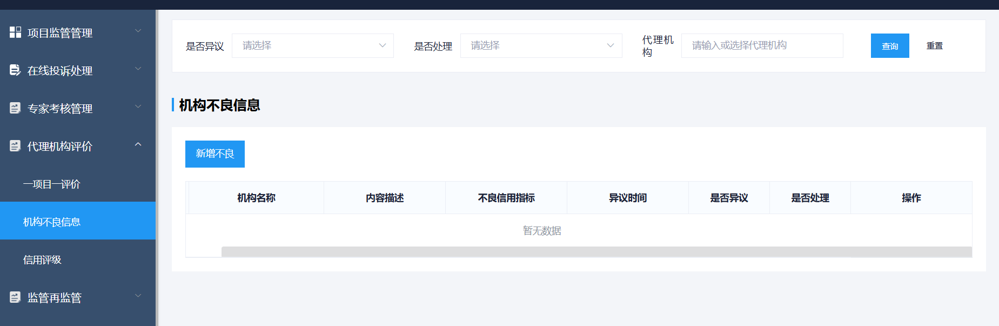 项目监管管理
在线投诉处理
专家考核管理
代理机构评价
一项目一评价
机构不良信息
信用评级
监管再监管
是否异议 请选择 是否处理 请选择 代理机构 请输入或选择代理机构 查询 重置
机构不良信息
新增不良
机构名称 内容描述 不良信用指标 异议时间 是否异议 是否处理 操作
暂无数据